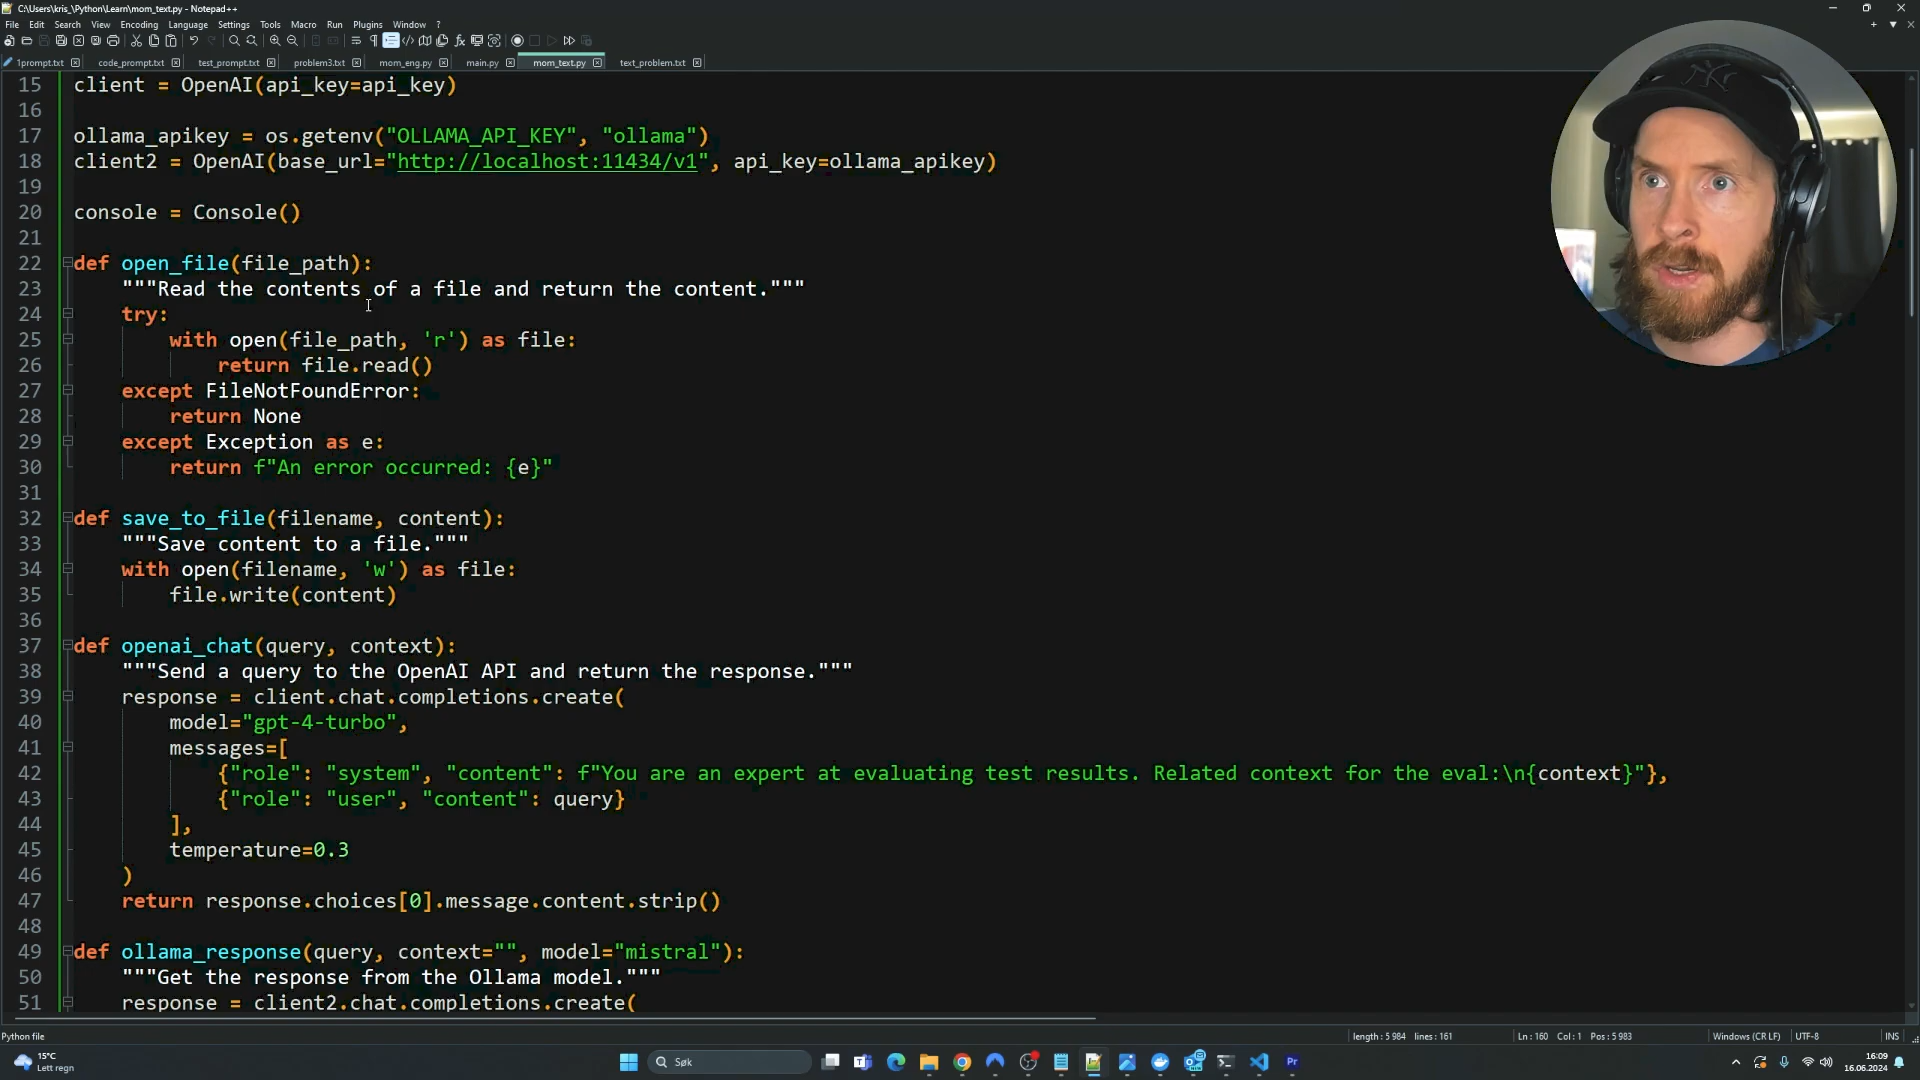 C:\Users\kris_\Python\Learn\mom_text.py - Notepad++
File Edit Search View Encoding Language Settings Tools Macro Run Plugins Window ?
1prompt.txt code_prompt.txt test_prompt.txt problem3.txt mom_eng.py main.py mom_text.py text_problem.txt
15 client = OpenAI(api_key=api_key)
16
17 ollama_apikey = os.getenv("OLLAMA_API_KEY", "ollama")
18 client2 = OpenAI(base_url="http://localhost:11434/v1", api_key=ollama_apikey)
19
20 console = Console()
21
22 def open_file(file_path):
23     """Read the contents of a file and return the content."""
24     try:
25         with open(file_path, 'r') as file:
26             return file.read()
27     except FileNotFoundError:
28         return None
29     except Exception as e:
30         return f"An error occurred: {e}"
31
32 def save_to_file(filename, content):
33     """Save content to a file."""
34     with open(filename, 'w') as file:
35         file.write(content)
36
37 def openai_chat(query, context):
38     """Send a query to the OpenAI API and return the response."""
39     response = client.chat.completions.create(
40         model="gpt-4-turbo",
41         messages=[
42             {"role": "system", "content": f"You are an expert at evaluating test results. Related context for the eval:\n{context}"},
43             {"role": "user", "content": query}
44         ],
45         temperature=0.3
46     )
47     return response.choices[0].message.content.strip()
48
49 def ollama_response(query, context="", model="mistral"):
50     """Get the response from the Ollama model."""
51     response = client2.chat.completions.create(
Python file length : 5 984 lines : 161 Ln : 160 Col : 1 Pos : 5 983 Windows (CR LF) UTF-8 INS
15°C
Lett regn
Søk
16:09
16.06.2024